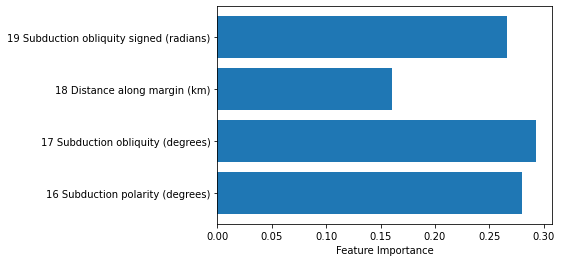 19 Subduction obliquity signed (radians)
18 Distance along margin (km)
17 Subduction obliquity (degrees)
16 Subduction polarity (degrees)
0.00 0.05 0.10 0.15 0.20 0.25 0.30
Feature Importance